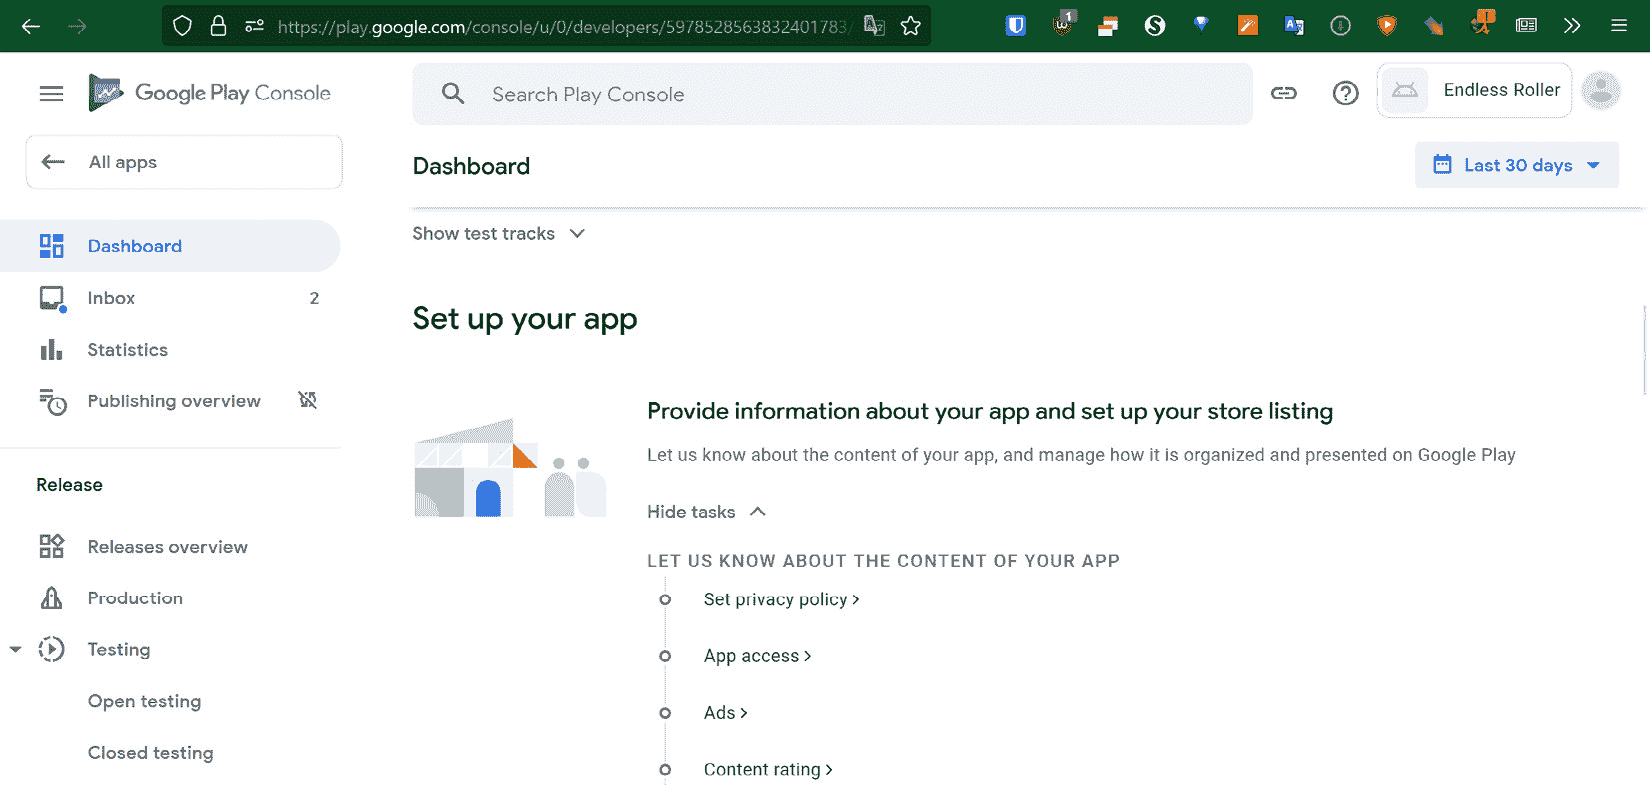 https://play.google.com/console/u/0/developers/5978528563832401783/
1
Google Play Console
Search Play Console
Endless Roller
All apps
Dashboard
Last 30 days
Dashboard
Show test tracks
Inbox
2
Set up your app
Statistics
Publishing overview
Provide information about your app and set up your store listing
Let us know about the content of your app, and manage how it is organized and presented on Google Play
Release
Hide tasks
Releases overview
LET US KNOW ABOUT THE CONTENT OF YOUR APP
Production
Set privacy policy
Testing
App access
Open testing
Ads
Closed testing
Content rating